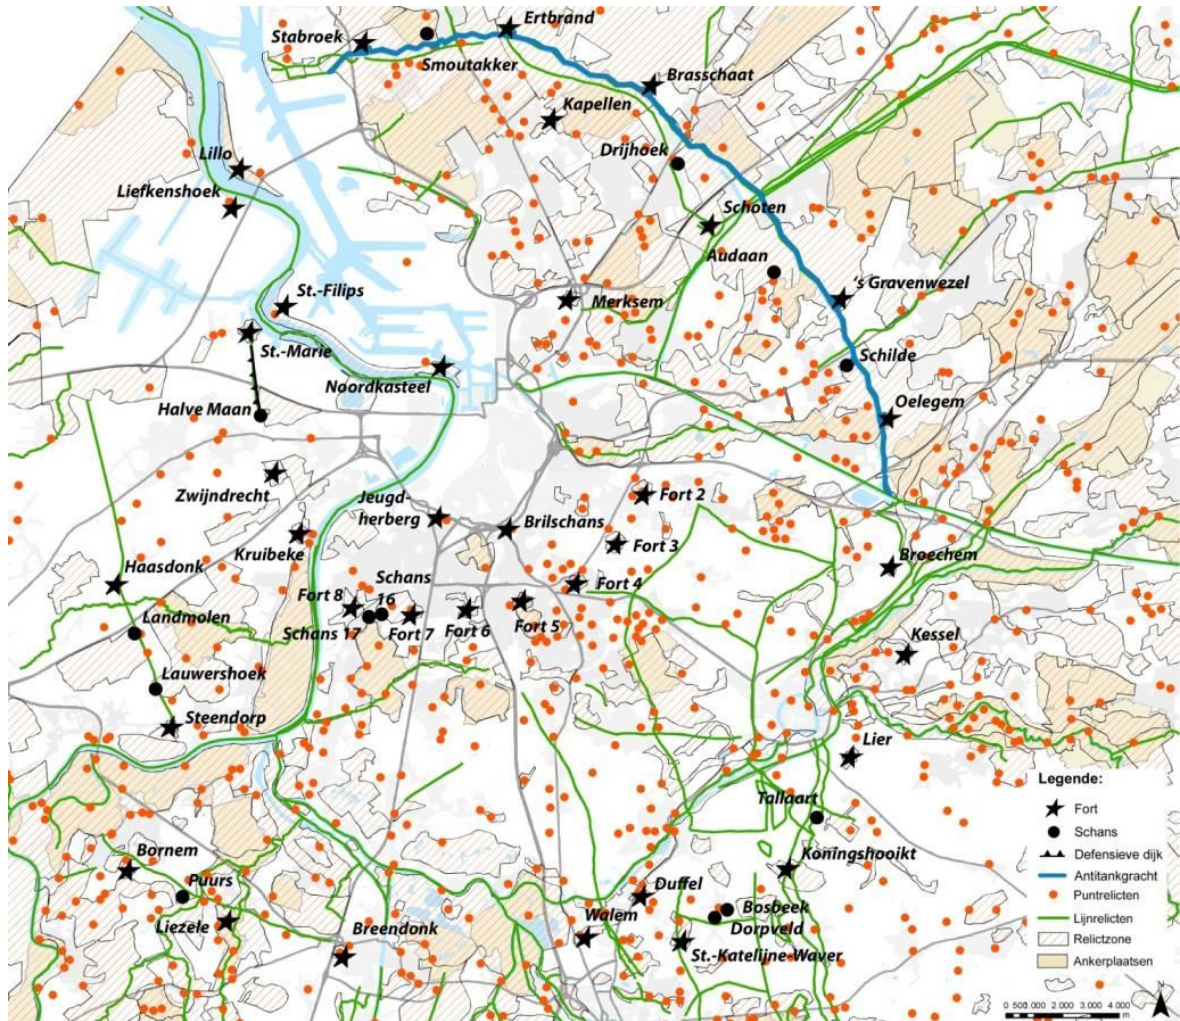 Ertbrand
Stabroek
Smoutakker
Brasschaat
Kapellen
Drijhoek
Lillo
Liefkenshoek
Schoten
Audaan
's Gravenwezel
St.-Filips
Merksem
St.-Marie
Schilde
Noordkasteel
Oelegem
Halve Maan
Zwijndrecht
Jeugd-
herberg
Fort 2
Brilschans
Kruibeke
Fort 3
Broechem
Haasdonk
Schans
16
Fort 4
Fort 8
Landmolen
Schans 17
Fort 7
Fort 6
Fort 5
Kessel
Lauwershoek
Steendorp
Lier
Tallaart
Bornem
Koningshooikt
Puurs
Duffel
Bosbeek
Liezele
Walem
Dorpveld
Breendonk
St.-Katelijne-Waver
Legende:
Fort
Schans
Defensieve dijk
Antitankgracht
Puntrelicten
Lijnrelicten
Relictzone
Ankerplaatsen
N
0 500 1.000 2.000 3.000 4.000
m